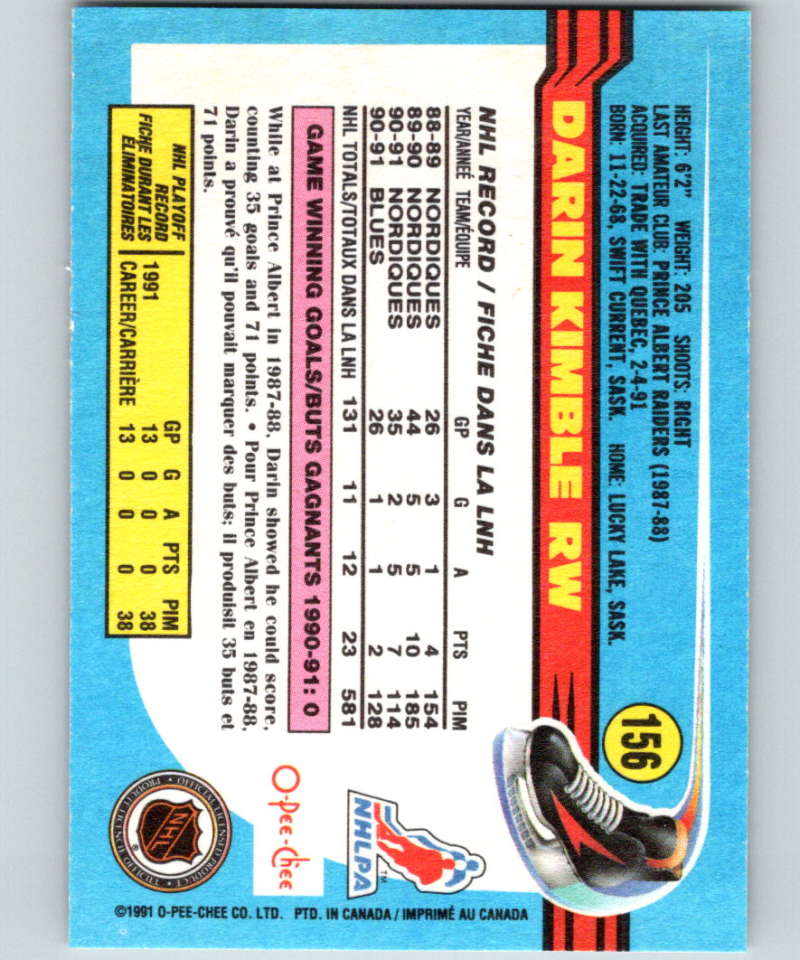 HEIGHT: 6'2" WEIGHT: 205 SHOOTS: RIGHT
LAST AMATEUR CLUB: PRINCE ALBERT RAIDERS (1987-88)
ACQUIRED: TRADE WITH QUEBEC, 2-4-91
BORN: 11-22-68, SWIFT CURRENT, SASK. HOME: LUCKY LAKE, SASK.
156
DARIN KIMBLE RW
NHL RECORD / FICHE DANS LA LNH
YEAR/ANNEÉ TEAM/ÉQUIPE GP G A PTS PIM
88-89 NORDIQUES 26 3 1 4 154
89-90 NORDIQUES 44 5 5 10 185
90-91 NORDIQUES 35 2 5 7 114
90-91 BLUES 26 1 1 2 128
NHL TOTALS/TOTAUX DANS LA LNH 131 11 12 23 581
GAME WINNING GOALS/BUTS GAGNANTS 1990-91: 0
While at Prince Albert in 1987-88, Darin showed he could score,
counting 35 goals and 71 points. • Pour Prince Albert en 1987-88,
Darin a prouvé qu'il pouvait marquer des buts; il produisit 35 buts et
71 points.
NHL PLAYOFF
RECORD
FICHE DURANT LES
ÉLIMINATOIRES
GP G A PTS PIM
1991 13 0 0 0 38
CAREER/CARRIÈRE 13 0 0 0 38
NHLPA
TM
O-Pee-Chee
NHL
®
©1991 O-PEE-CHEE CO. LTD. PTD. IN CANADA / IMPRIMÉ AU CANADA